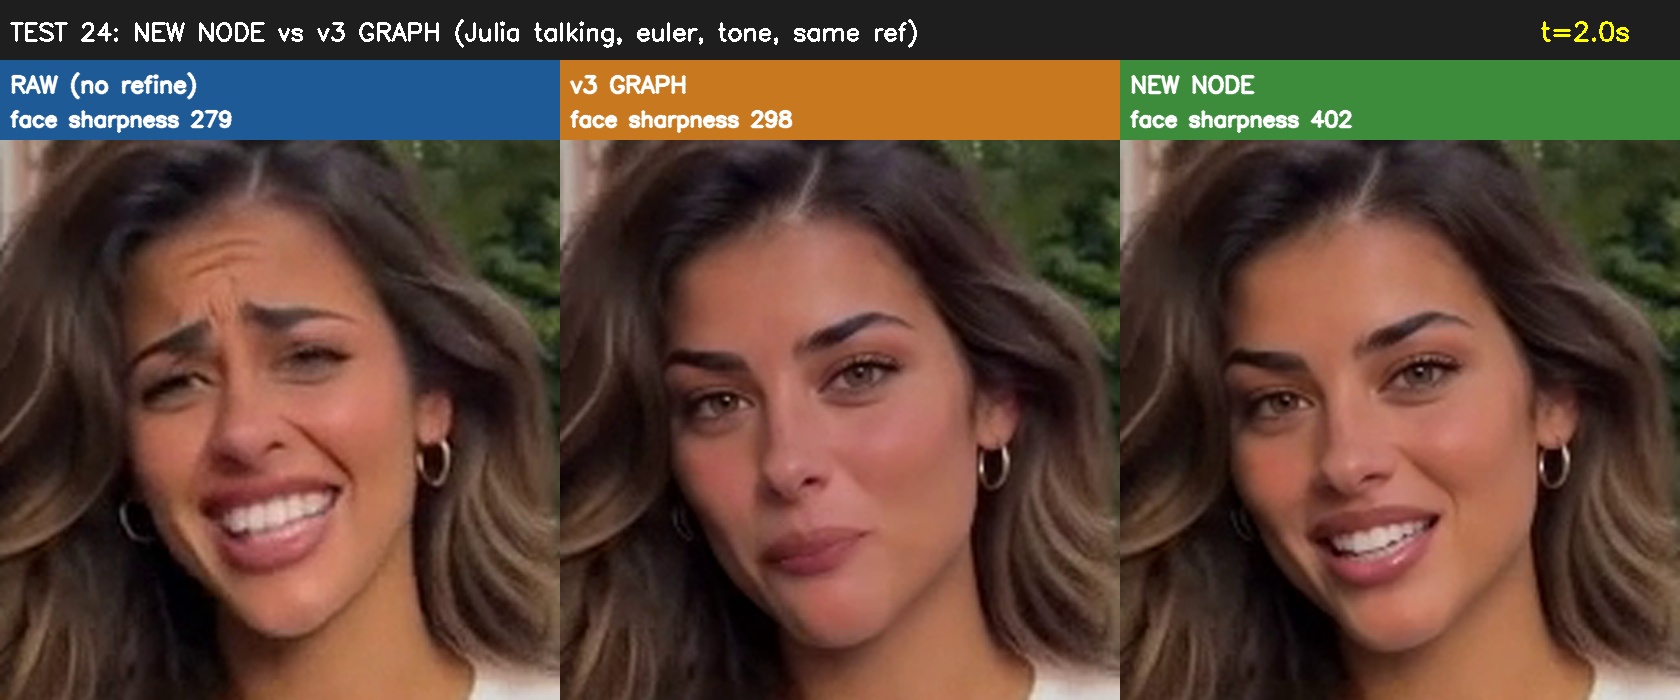 TEST 24: NEW NODE vs v3 GRAPH (Julia talking, euler, tone, same ref)
t=2.0s
RAW (no refine)
face sharpness 279
v3 GRAPH
face sharpness 298
NEW NODE
face sharpness 402